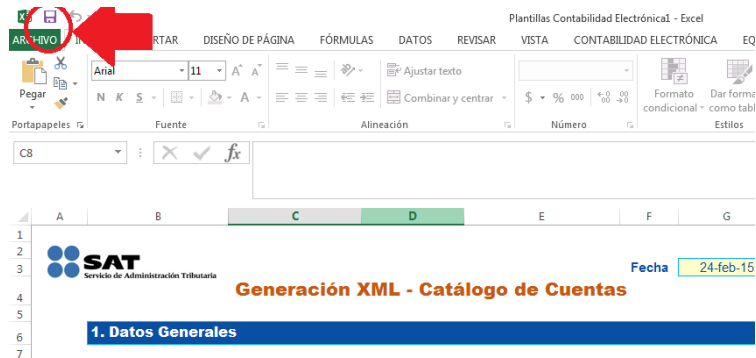 Plantillas Contabilidad Electrónica1 - Excel
ARCHIVO RTAR DISEÑO DE PÁGINA FÓRMULAS DATOS REVISAR VISTA CONTABILIDAD ELECTRÓNICA EQ
Arial 11 A A Ajustar texto
Pegar N K S A Combinar y centrar $ % 000 Formato condicional Dar forma como tabl
Portapapeles Fuente Alineación Número Estilos
C8 fx
A B C D E F G
1
2
3 SAT
Servicio de Administración Tributaria
Fecha 24-feb-15
4 Generación XML - Catálogo de Cuentas
5
6 1. Datos Generales
7